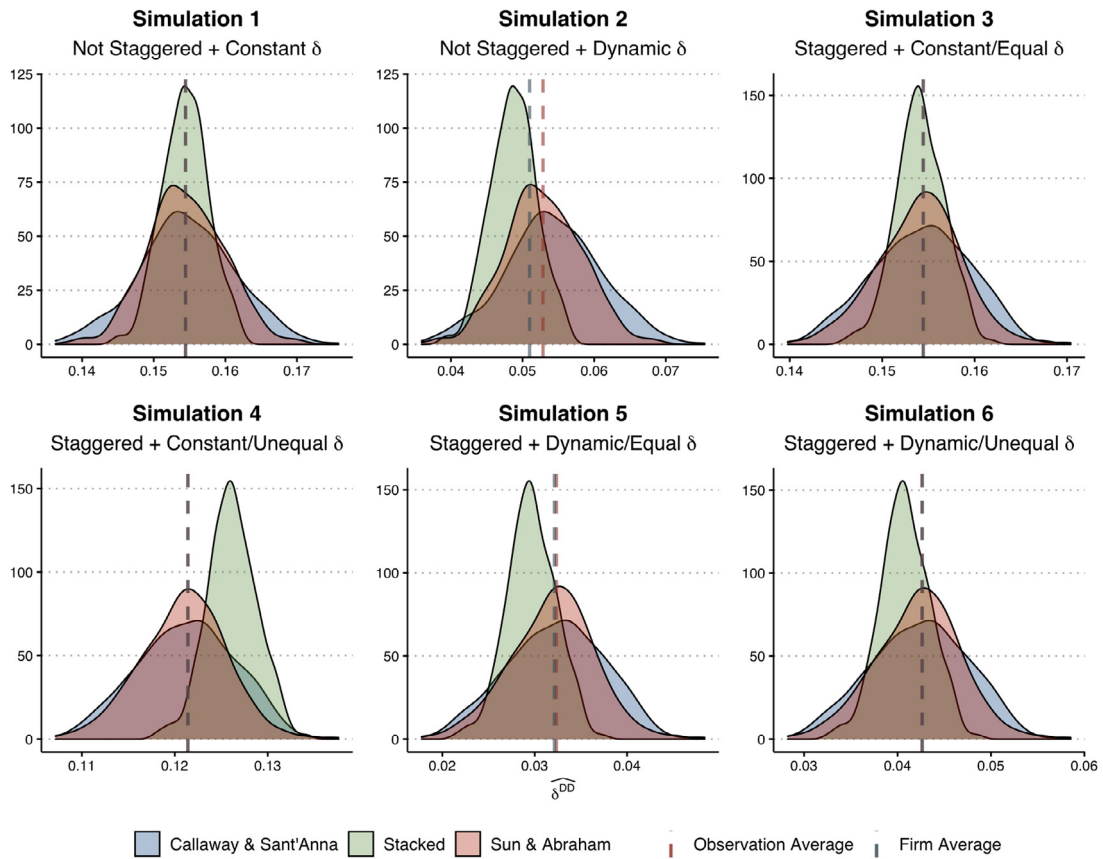 Simulation 1
Not Staggered + Constant δ
125
100
75
50
25
0
0.14 0.15 0.16 0.17
Simulation 2
Not Staggered + Dynamic δ
125
100
75
50
25
0
0.04 0.05 0.06 0.07
Simulation 3
Staggered + Constant/Equal δ
150
100
50
0
0.14 0.15 0.16 0.17
Simulation 4
Staggered + Constant/Unequal δ
150
100
50
0
0.11 0.12 0.13
Simulation 5
Staggered + Dynamic/Equal δ
150
100
50
0
0.02 0.03 0.04
Simulation 6
Staggered + Dynamic/Unequal δ
150
100
50
0
0.03 0.04 0.05 0.06
δ̂ᴰᴰ
Callaway & Sant'Anna Stacked Sun & Abraham Observation Average Firm Average